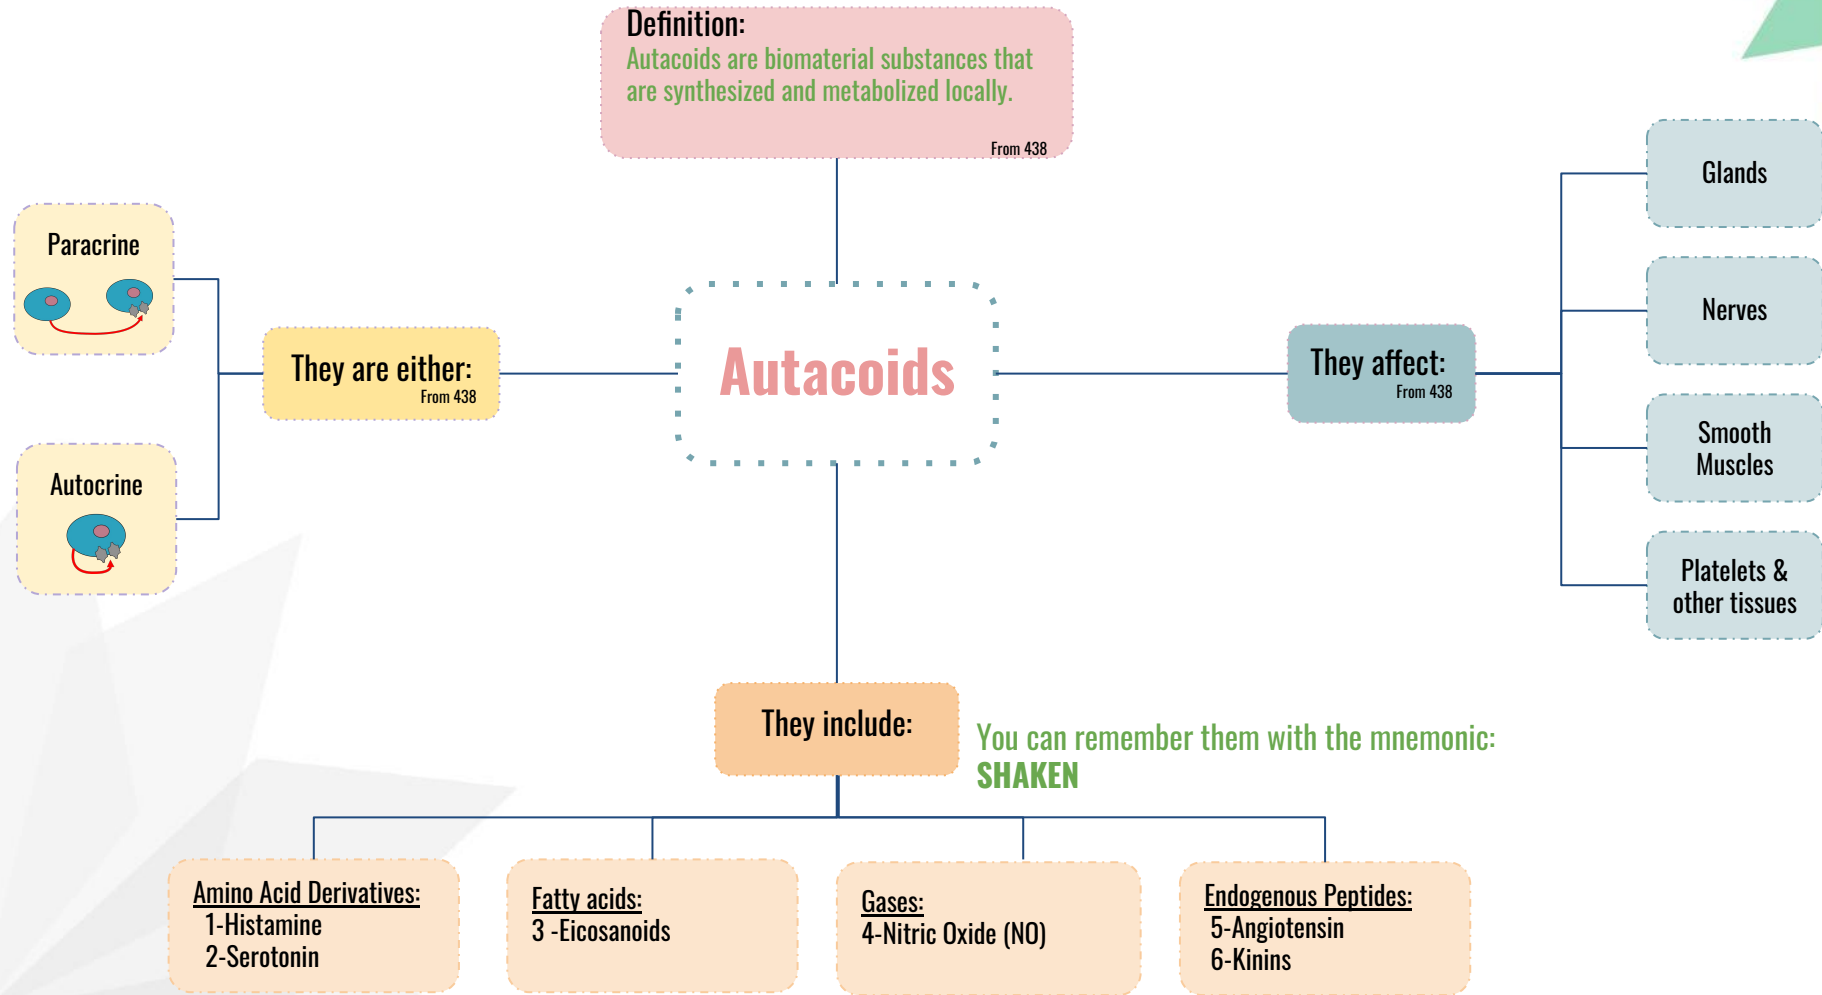 Definition:
Autacoids are biomaterial substances that
are synthesized and metabolized locally.
From 438
Paracrine
Autocrine
They are either:
From 438
Autacoids
They affect:
From 438
Glands
Nerves
Smooth
Muscles
Platelets &
other tissues
They include:
You can remember them with the mnemonic:
SHAKEN
Amino Acid Derivatives:
1-Histamine
2-Serotonin
Fatty acids:
3 -Eicosanoids
Gases:
4-Nitric Oxide (NO)
Endogenous Peptides:
5-Angiotensin
6-Kinins